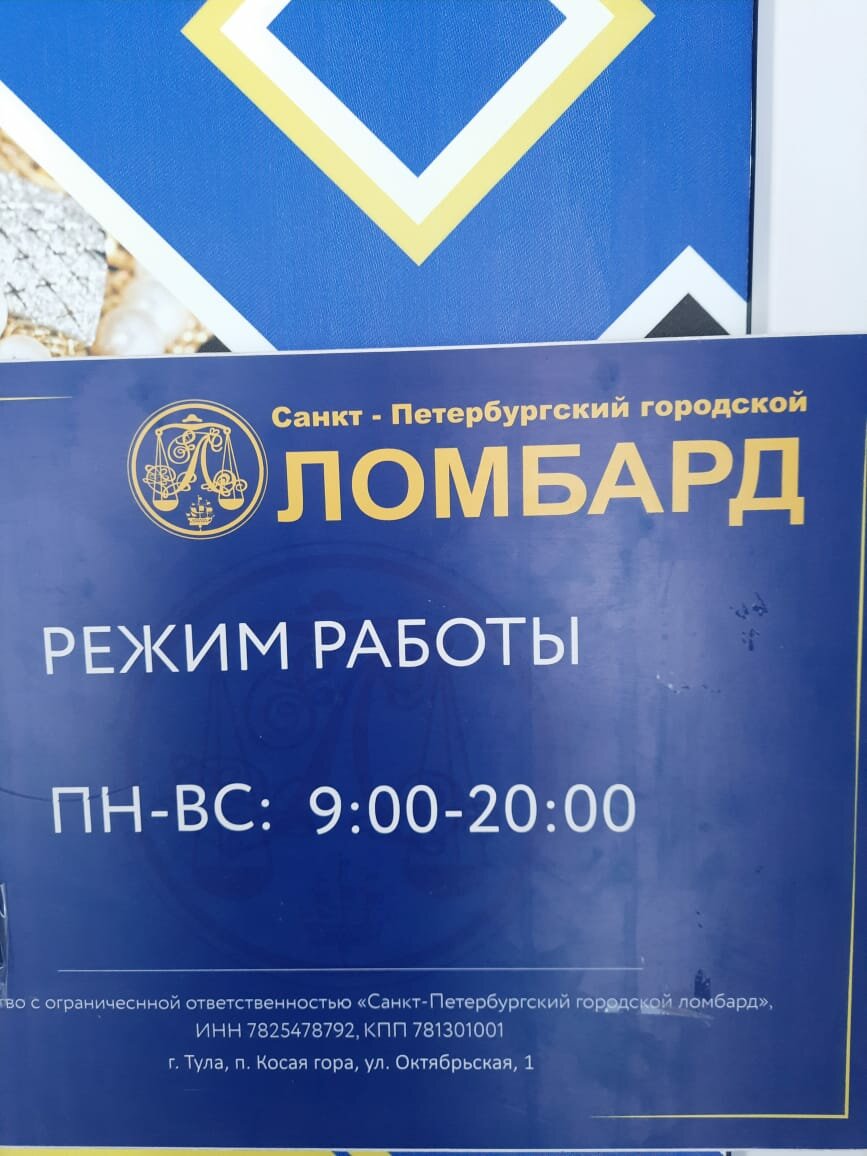 Санкт - Петербургский городской
ЛОМБАРД
РЕЖИМ РАБОТЫ
ПН-ВС: 9:00-20:00
во с ограниченной ответственностью «Санкт-Петербургский городской ломбард»,
ИНН 7825478792, КПП 781301001
г. Тула, п. Косая гора, ул. Октябрьская, 1